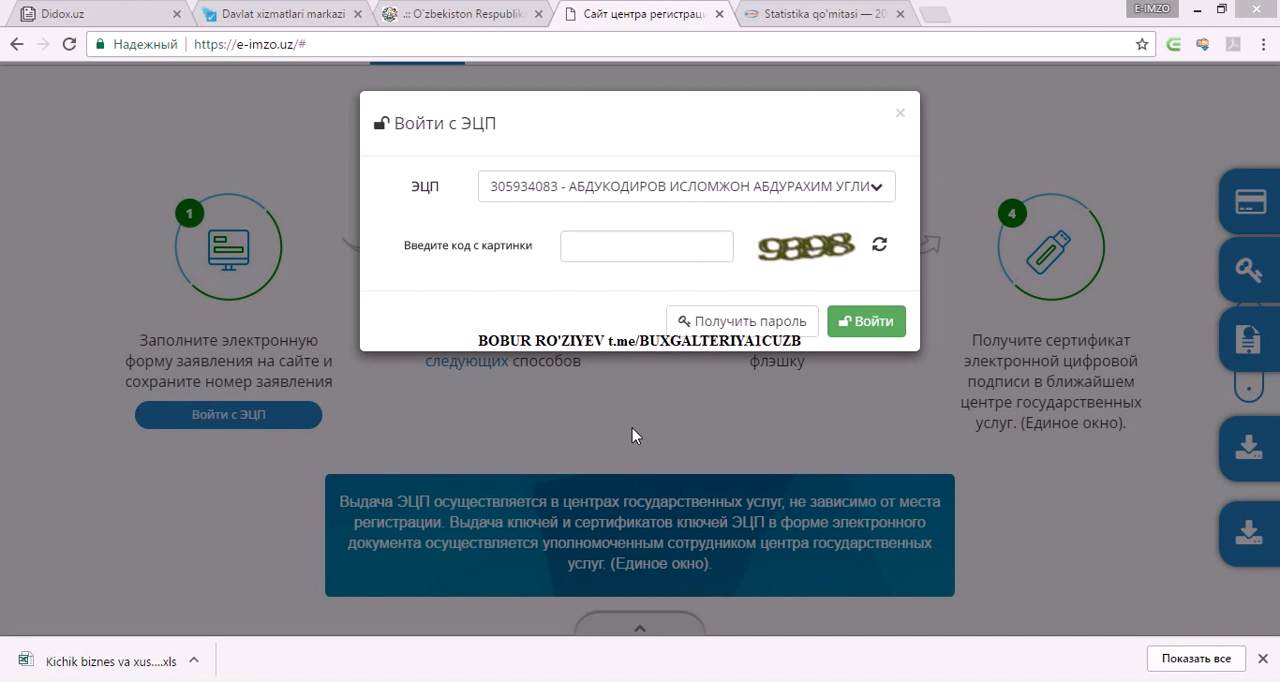 Didox.uz
Davlat xizmatlari markazi
.:: O`zbekiston Respublik
Сайт центра регистраци
Statistika qo'mitasi — 20
E-IMZO
Надежный
https://e-imzo.uz/#
Войти с ЭЦП
ЭЦП
305934083 - АБДУКОДИРОВ ИСЛОМЖОН АБДУРАХИМ УГЛИ
Введите код с картинки
9898
Получить пароль
Войти
BOBUR RO'ZIYEV t.me/BUXGALTERIYA1CUZB
1
Заполните электронную
форму заявления на сайте и
сохраните номер заявления
Войти с ЭЦП
следующих способов
флэшку
4
Получите сертификат
электронной цифровой
подписи в ближайшем
центре государственных
услуг. (Единое окно).
Выдача ЭЦП осуществляется в центрах государственных услуг, не зависимо от места
регистрации. Выдача ключей и сертификатов ключей ЭЦП в форме электронного
документа осуществляется уполномоченным сотрудником центра государственных
услуг. (Единое окно).
Kichik biznes va xus....xls
Показать все